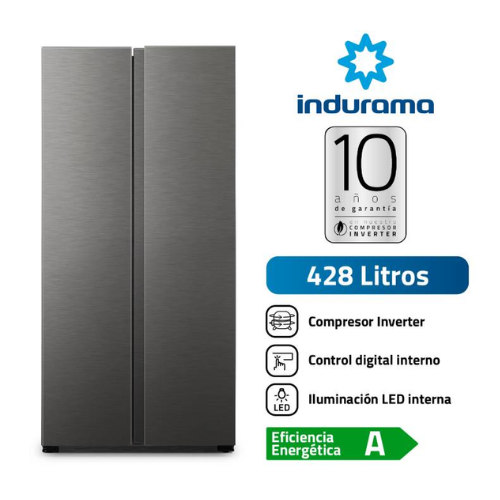 indurama
10
años
de garantía
en nuestro
COMPRESOR
INVERTER
428 Litros
Compresor Inverter
Control digital interno
LED
Iluminación LED interna
Eficiencia
Energética
A